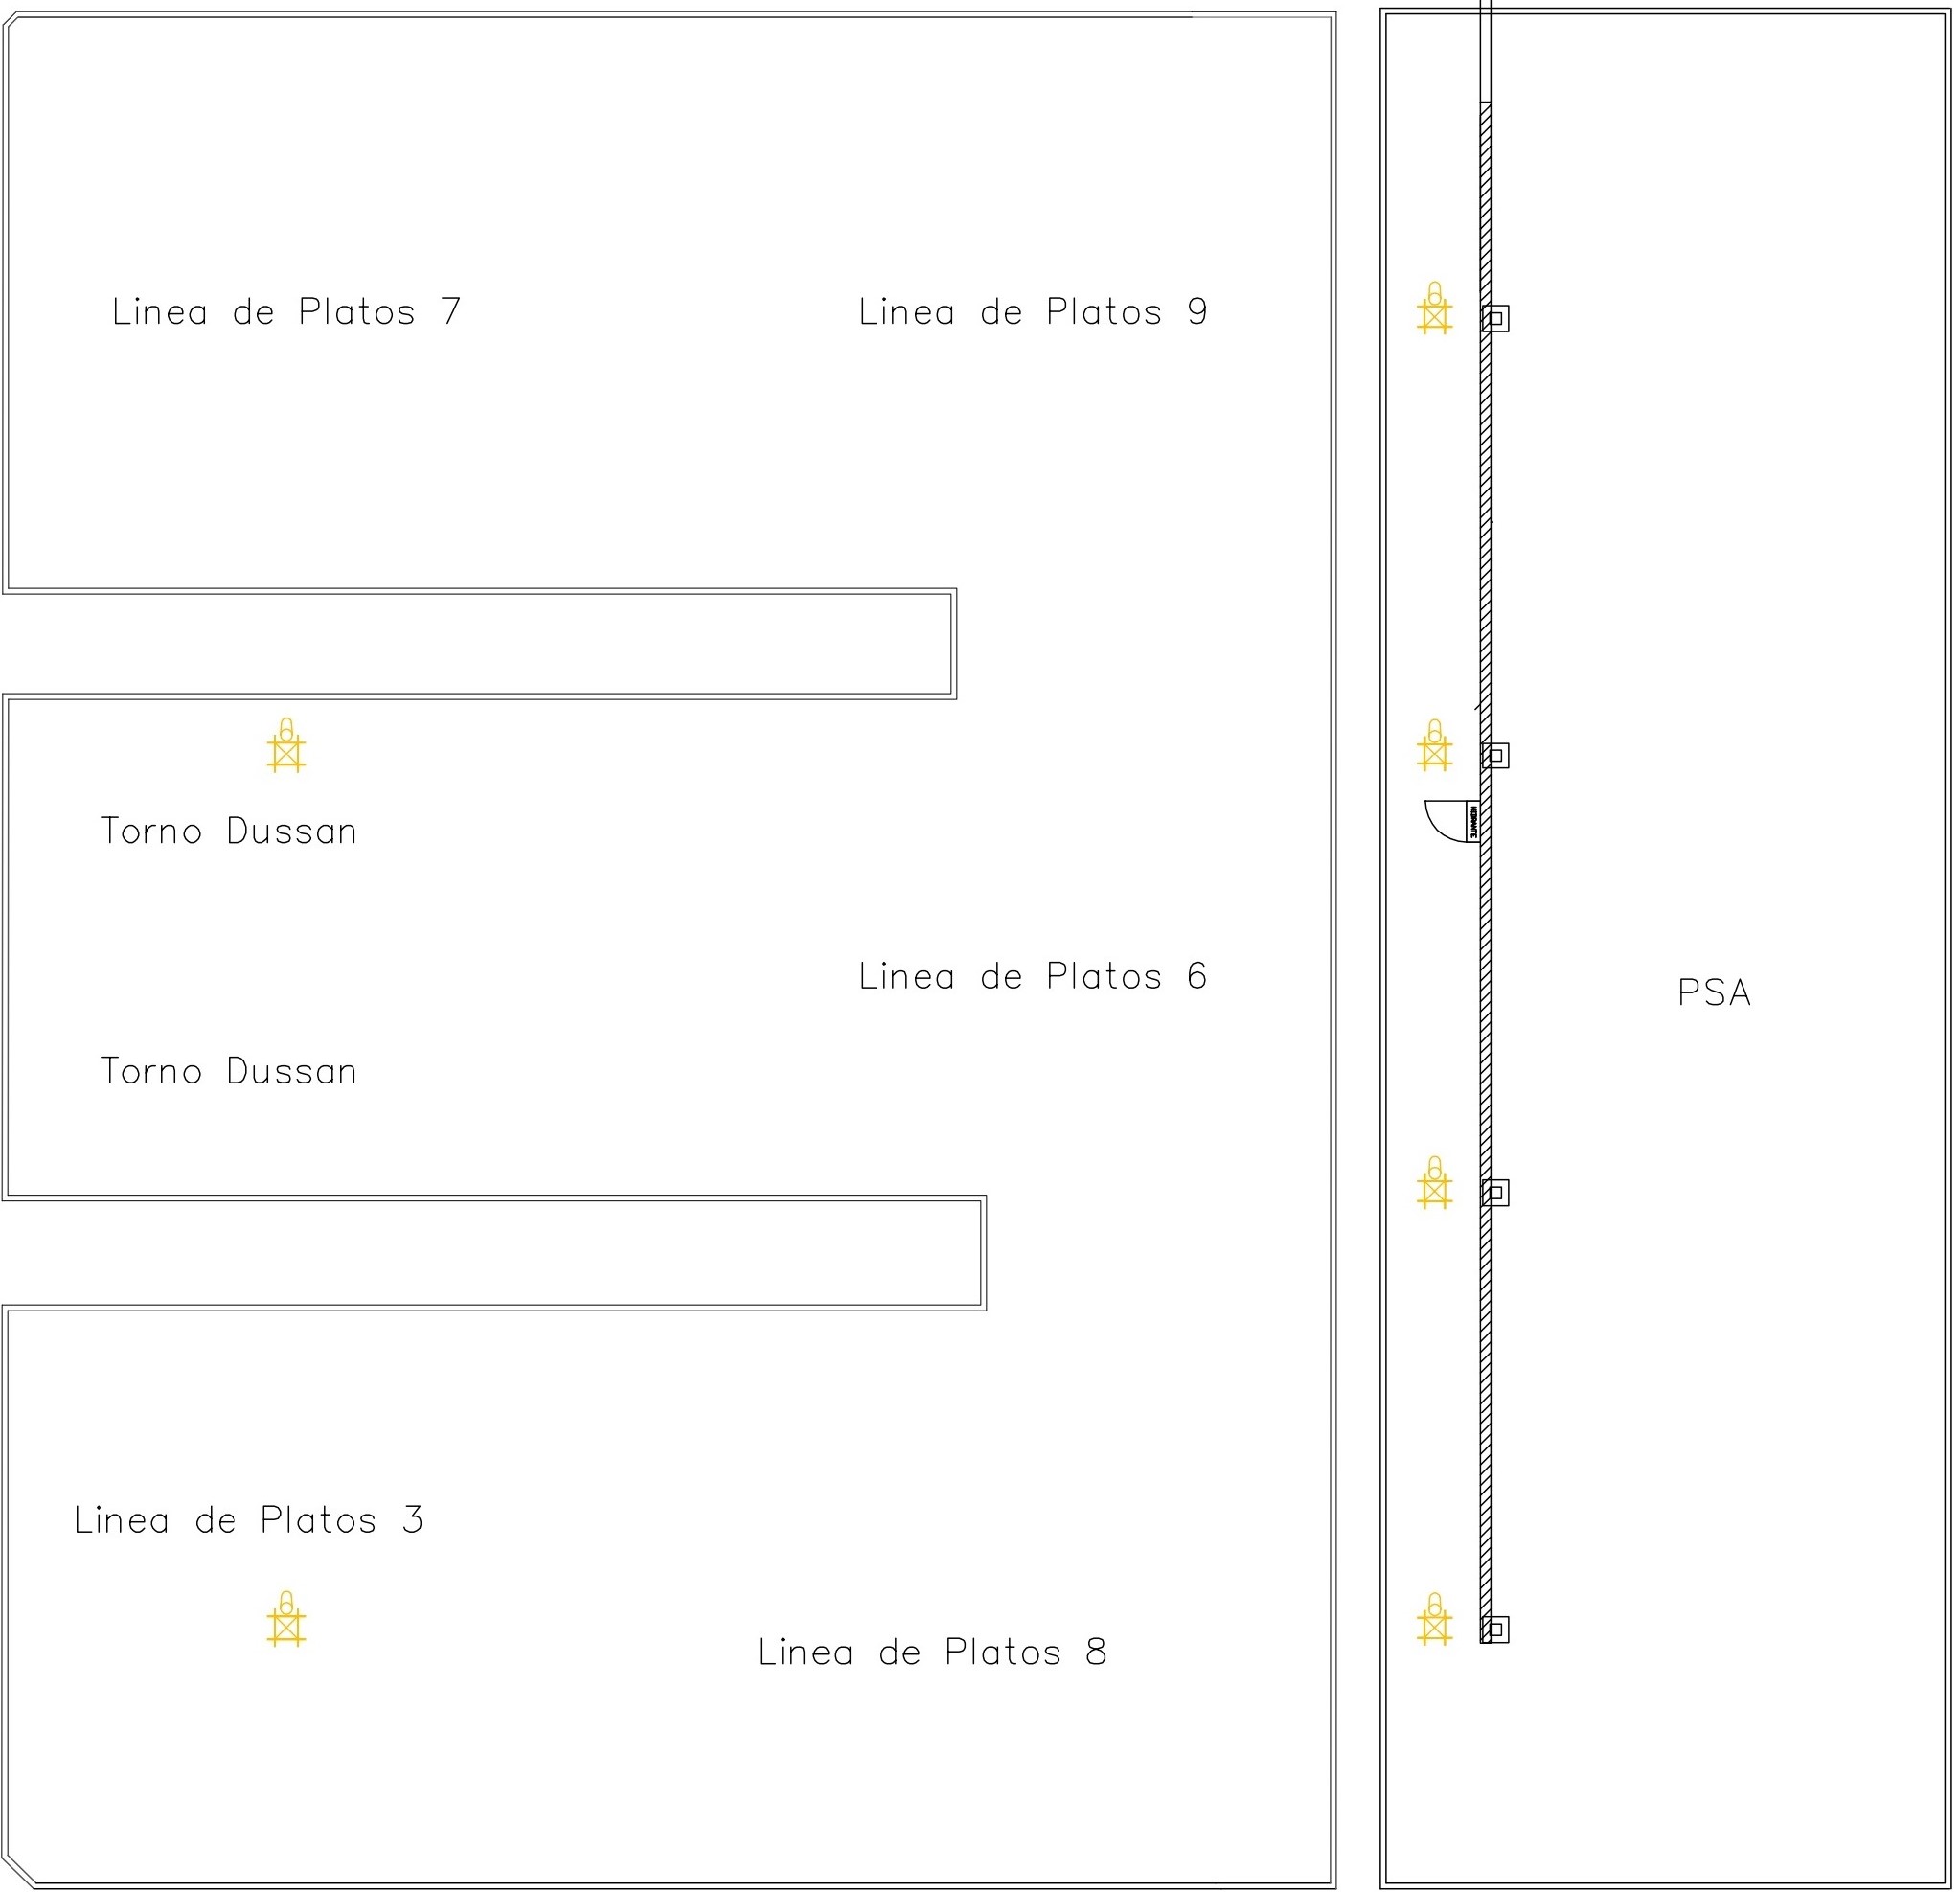 Linea de Platos 7
Linea de Platos 9
Torno Dussan
HIDRANTE
Linea de Platos 6
PSA
Torno Dussan
Linea de Platos 3
Linea de Platos 8